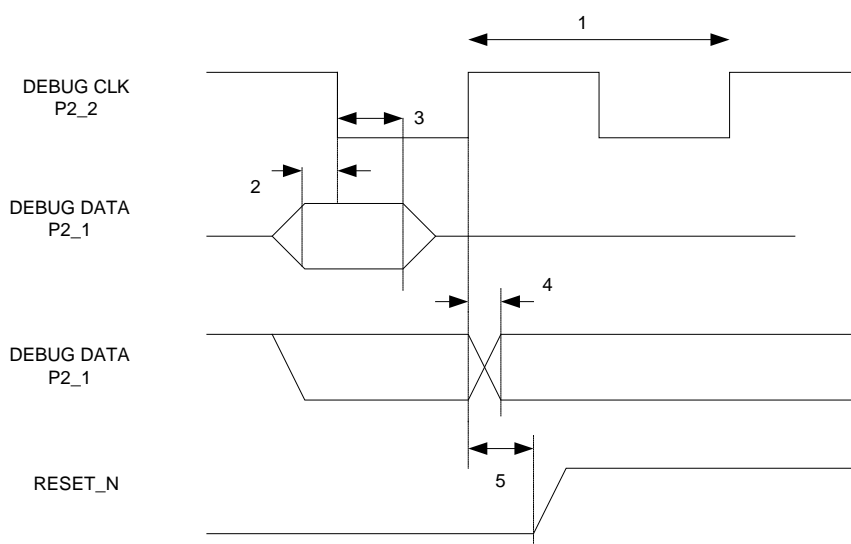 1
DEBUG CLK
P2_2
3
2
DEBUG DATA
P2_1
4
DEBUG DATA
P2_1
5
RESET_N